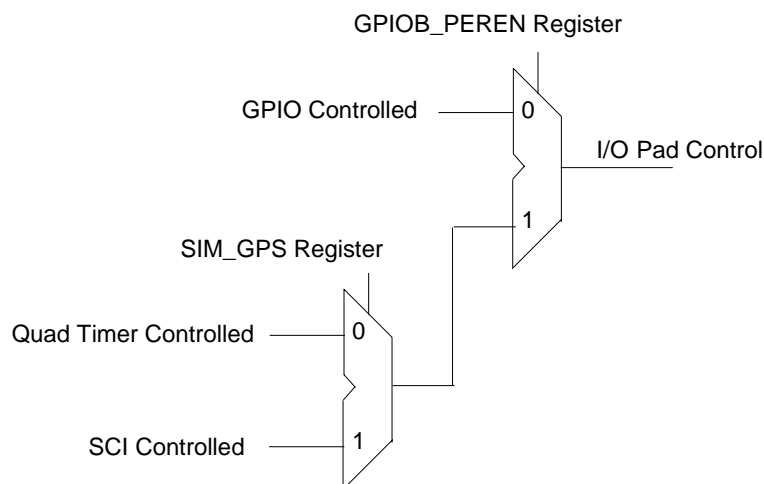 GPIOB_PEREN Register
GPIO Controlled
0
I/O Pad Control
1
SIM_GPS Register
Quad Timer Controlled
0
SCI Controlled
1